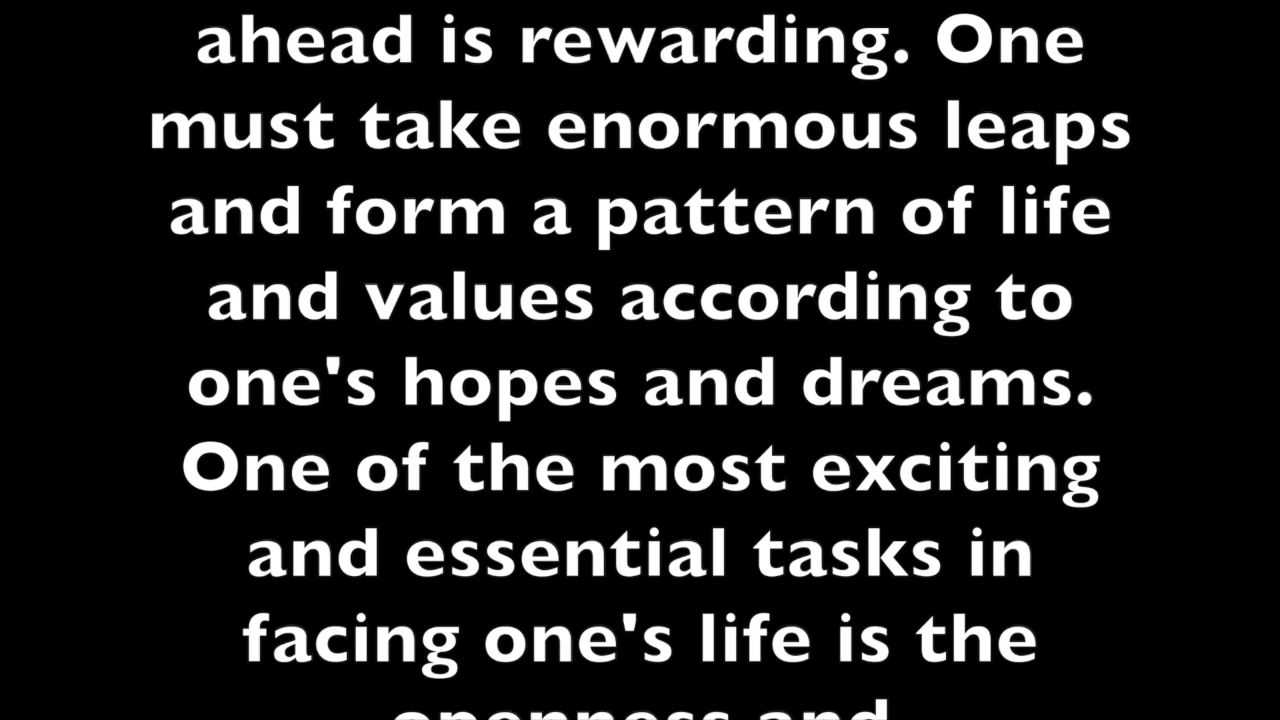 ahead is rewarding. One
must take enormous leaps
and form a pattern of life
and values according to
one's hopes and dreams.
One of the most exciting
and essential tasks in
facing one's life is the
openness and